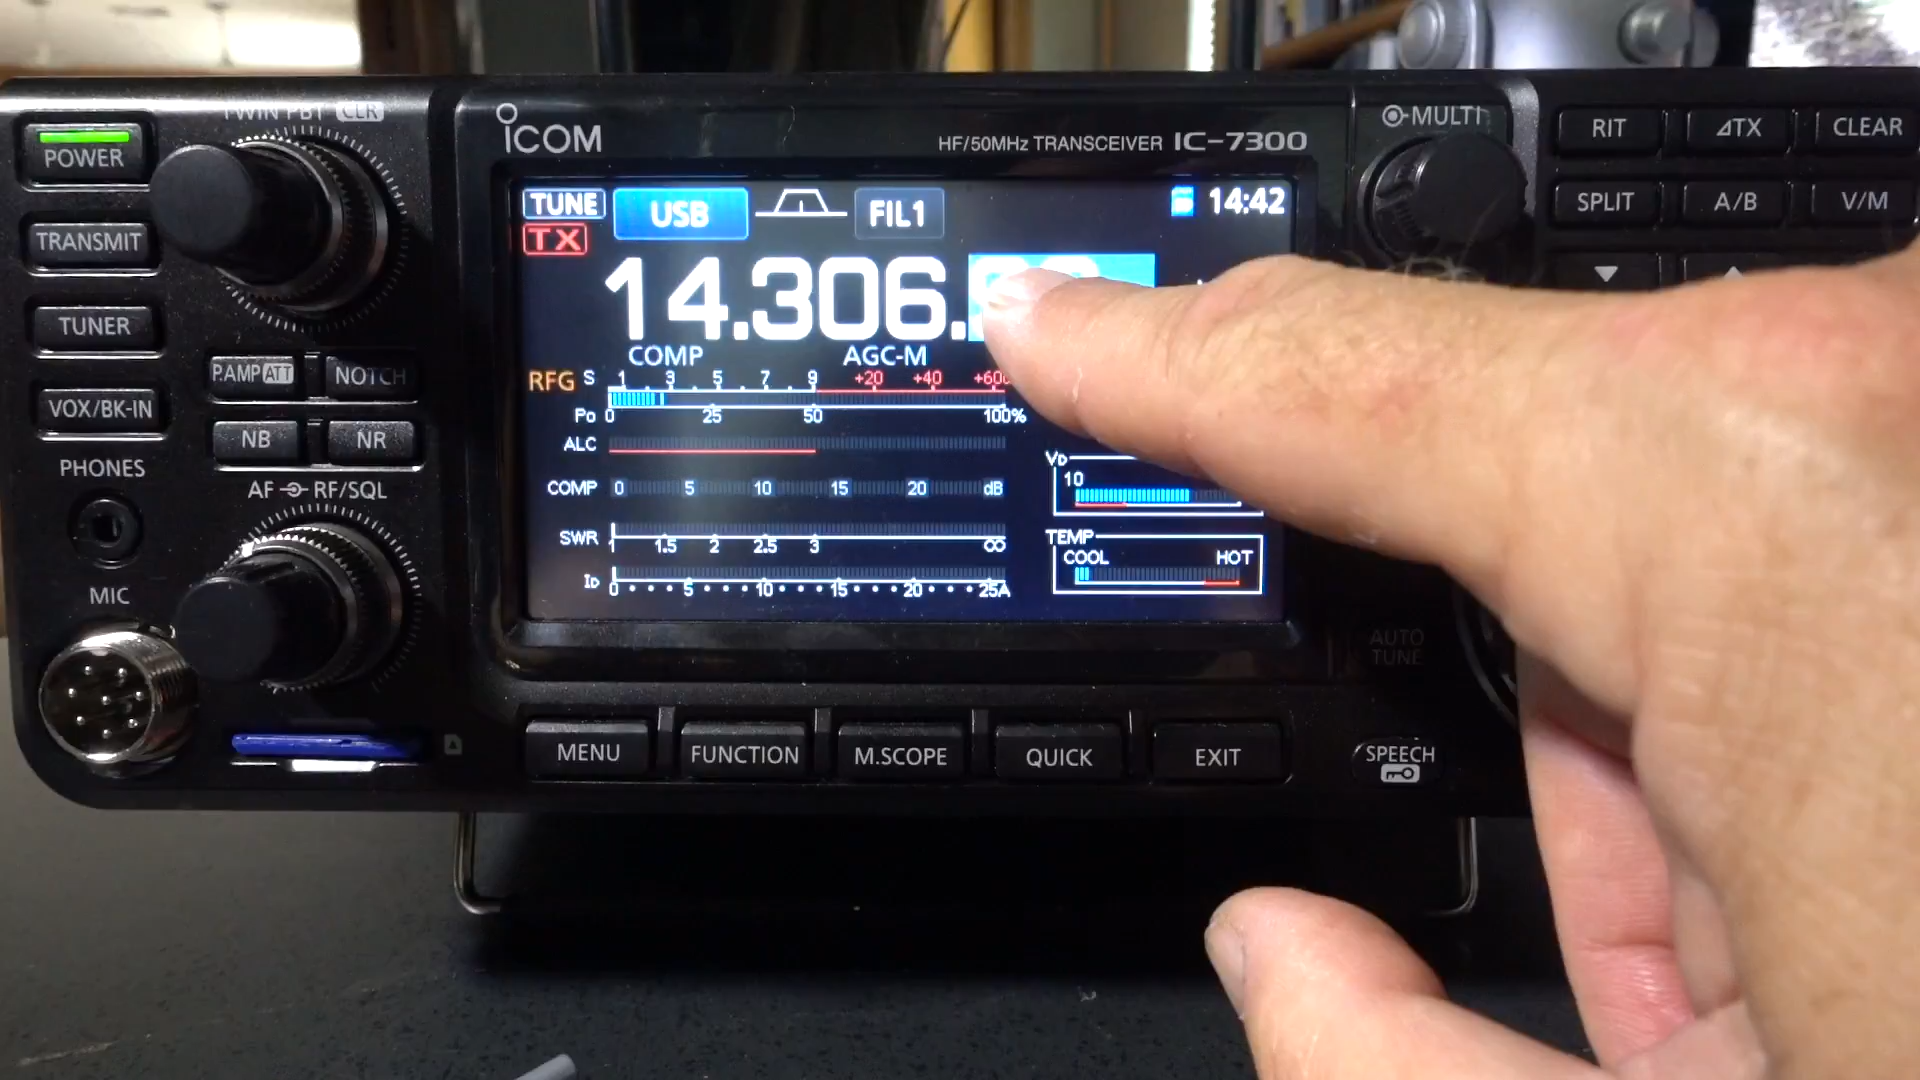 TWIN PBT CLR
POWER
TRANSMIT
TUNER
VOX/BK-IN
P.AMP ATT
NOTCH
NB
NR
PHONES
AF RF/SQL
MIC
ICOM
HF/50MHz TRANSCEIVER IC-7300
TUNE USB FIL1 14:42
TX
14.306.
COMP AGC-M
RFG S 1 3 5 7 9 +20 +40 +60
Po 0 25 50 100%
ALC
COMP 0 5 10 15 20 dB
SWR 1 1.5 2 2.5 3 ∞
ID 0 5 10 15 20 25A
VD
10
TEMP
COOL HOT
MULTI
RIT
⊿TX
CLEAR
SPLIT
A/B
V/M
AUTO
TUNE
MENU
FUNCTION
M.SCOPE
QUICK
EXIT
SPEECH